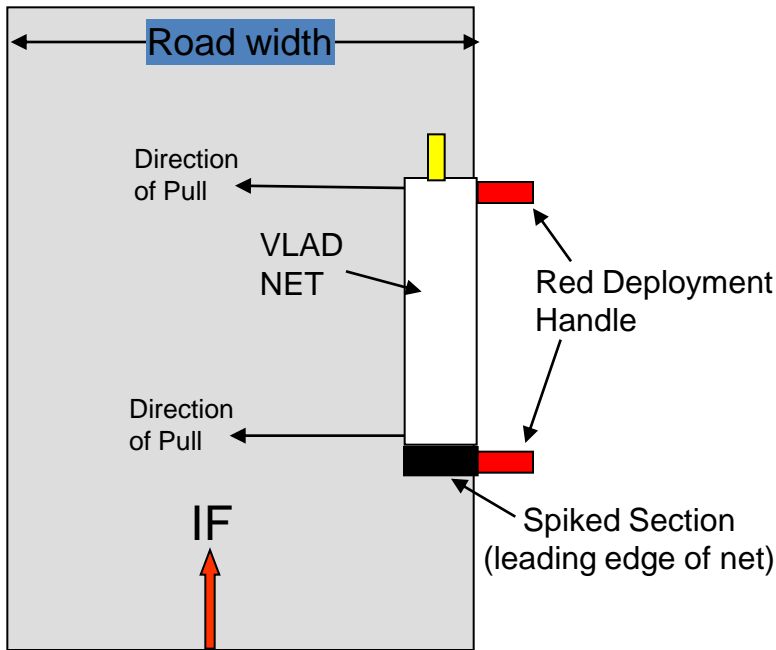 Road width
Direction
of Pull
VLAD
NET
Red Deployment
Handle
Direction
of Pull
IF
Spiked Section
(leading edge of net)